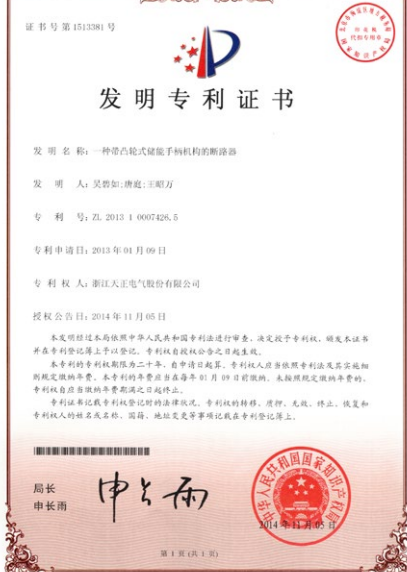 证书号第1513381号
发明专利证书
发 明 名 称：一种带凸轮式储能手柄机构的断路器
发 明 人：吴碧如;唐庭;王昭万
专 利 号：ZL 2013 1 0007426.5
专利申请日：2013年01月09日
专 利 权 人：浙江天正电气股份有限公司
授权公告日：2014年11月05日
本发明经过本局依照中华人民共和国专利法进行审查，决定授予专利权，颁发本证书
并在专利登记簿上予以登记。专利权自授权公告之日起生效。
本专利的专利权期限为二十年，自申请日起算。专利权人应当依照专利法及其实施细
则规定缴纳年费。本专利的年费应当在每年01月09日前缴纳。未按照规定缴纳年费的，
专利权自应当缴纳年费期满之日起终止。
专利证书记载专利权登记时的法律状况。专利权的转移、质押、无效、终止、恢复和
专利权人的姓名或名称、国籍、地址变更等事项记载在专利登记簿上。
局长
申长雨
申长雨
中华人民共和国国家知识产权局
2014年11月05日
第 1 页 (共 1 页)